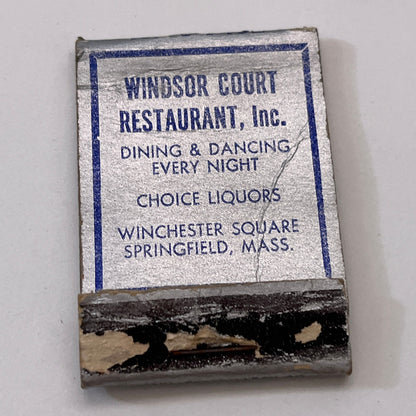 WINDSOR COURT
RESTAURANT, Inc.
DINING & DANCING
EVERY NIGHT
CHOICE LIQUORS
WINCHESTER SQUARE
SPRINGFIELD, MASS.